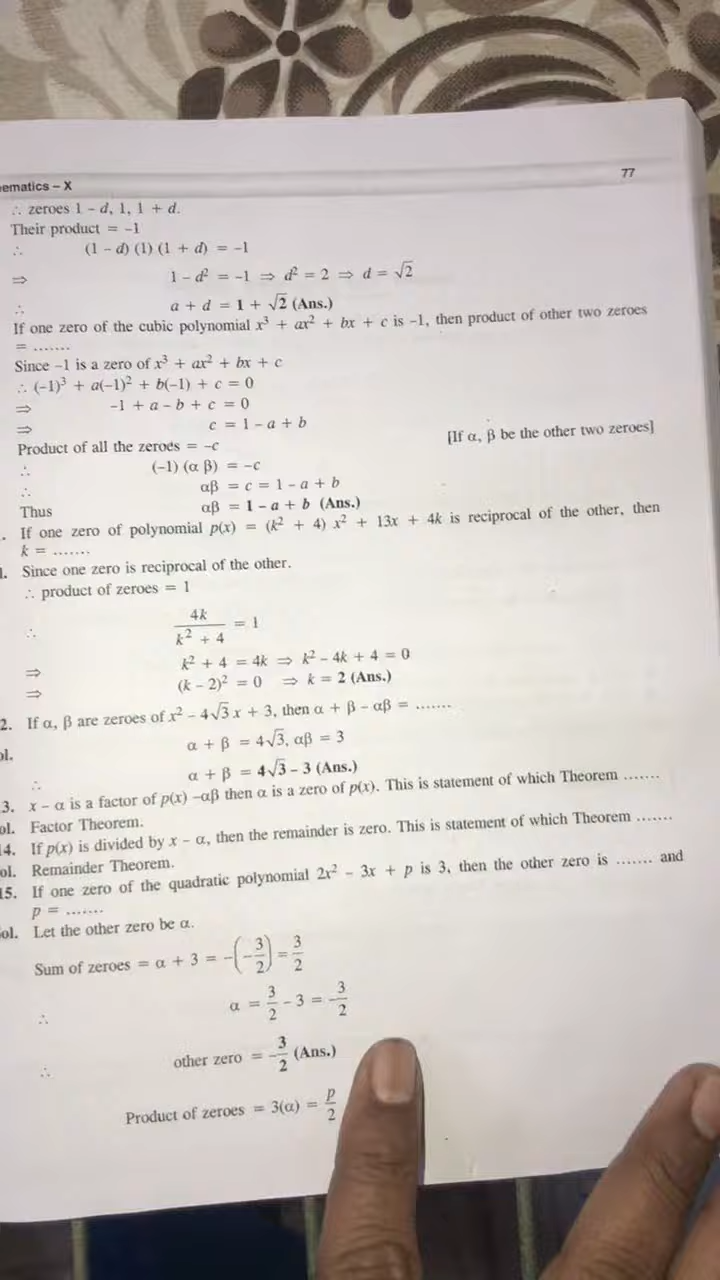 ematics – X
77
∴ zeroes 1 – d, 1, 1 + d.
Their product = –1
∴ (1 – d) (1) (1 + d) = –1
⇒ 1 – d² = –1 ⇒ d² = 2 ⇒ d = √2
∴ a + d = 1 + √2 (Ans.)
If one zero of the cubic polynomial x³ + ax² + bx + c is –1, then product of other two zeroes
= .......
Since –1 is a zero of x³ + ax² + bx + c
∴ (–1)³ + a(–1)² + b(–1) + c = 0
⇒ –1 + a – b + c = 0
⇒ c = 1 – a + b
Product of all the zeroes = –c [If α, β be the other two zeroes]
∴ (–1) (α β) = –c
∴ αβ = c = 1 – a + b
Thus αβ = 1 – a + b (Ans.)
. If one zero of polynomial p(x) = (k² + 4) x² + 13x + 4k is reciprocal of the other, then
k = .......
l. Since one zero is reciprocal of the other.
∴ product of zeroes = 1
∴ 4k / (k² + 4) = 1
⇒ k² + 4 = 4k ⇒ k² – 4k + 4 = 0
⇒ (k – 2)² = 0 ⇒ k = 2 (Ans.)
2. If α, β are zeroes of x² – 4√3 x + 3, then α + β – αβ = .......
ol. α + β = 4√3, αβ = 3
∴ α + β = 4√3 – 3 (Ans.)
3. x – α is a factor of p(x) –αβ then α is a zero of p(x). This is statement of which Theorem .......
ol. Factor Theorem.
14. If p(x) is divided by x – α, then the remainder is zero. This is statement of which Theorem .......
ol. Remainder Theorem.
15. If one zero of the quadratic polynomial 2x² – 3x + p is 3, then the other zero is ....... and
p = .......
ol. Let the other zero be α.
Sum of zeroes = α + 3 = –(–3/2) = 3/2
∴ α = 3/2 – 3 = –3/2
∴ other zero = –3/2 (Ans.)
Product of zeroes = 3(α) = p/2